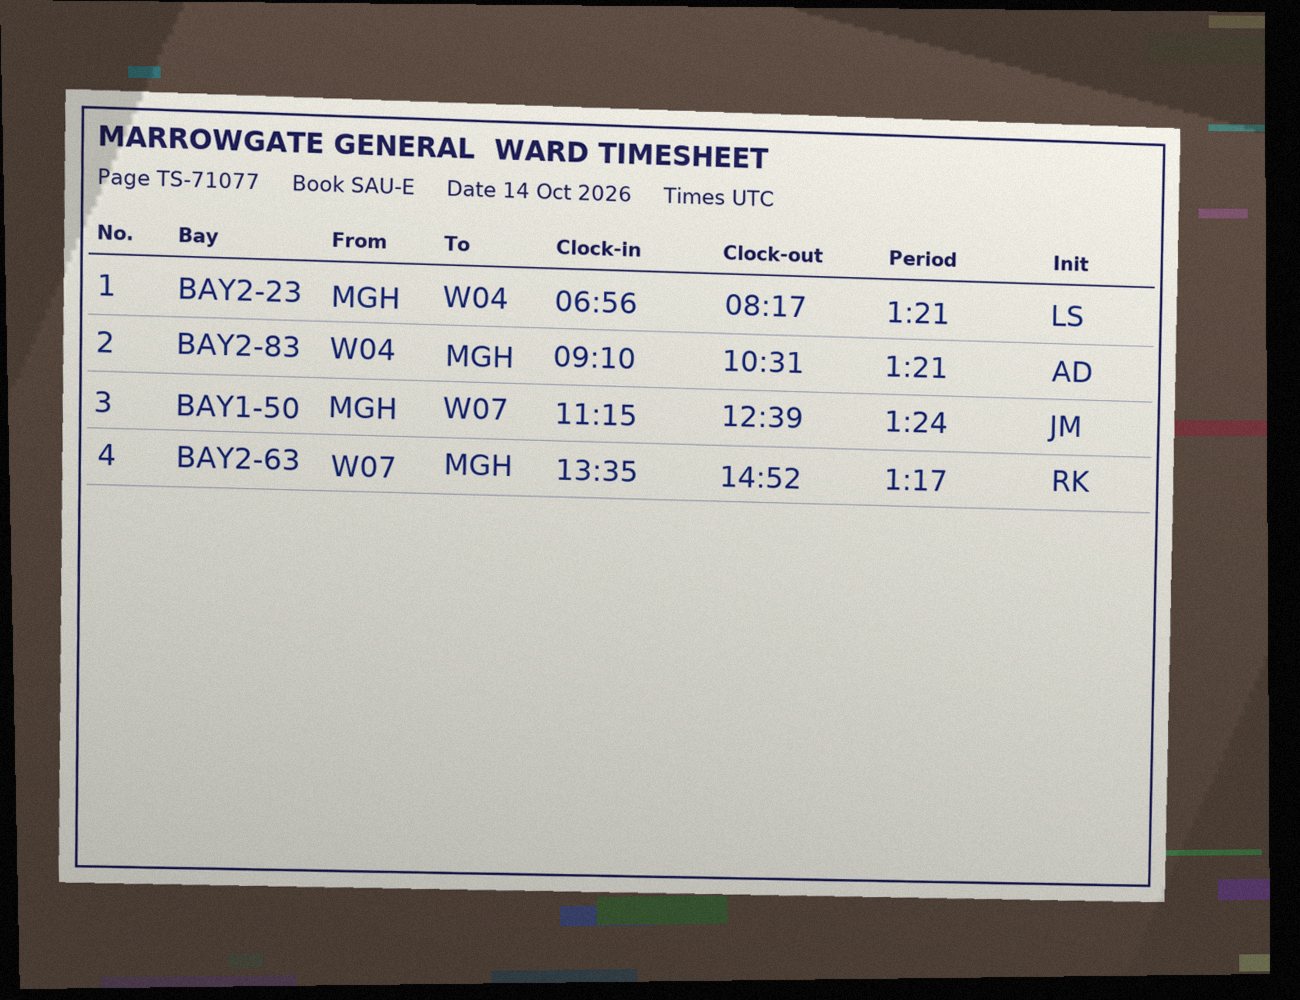 MARROWGATE GENERAL WARD TIMESHEET
Page TS-71077 Book SAU-E Date 14 Oct 2026 Times UTC
No. Bay From To Clock-in Clock-out Period Init
1 BAY2-23 MGH W04 06:56 08:17 1:21 LS
2 BAY2-83 W04 MGH 09:10 10:31 1:21 AD
3 BAY1-50 MGH W07 11:15 12:39 1:24 JM
4 BAY2-63 W07 MGH 13:35 14:52 1:17 RK